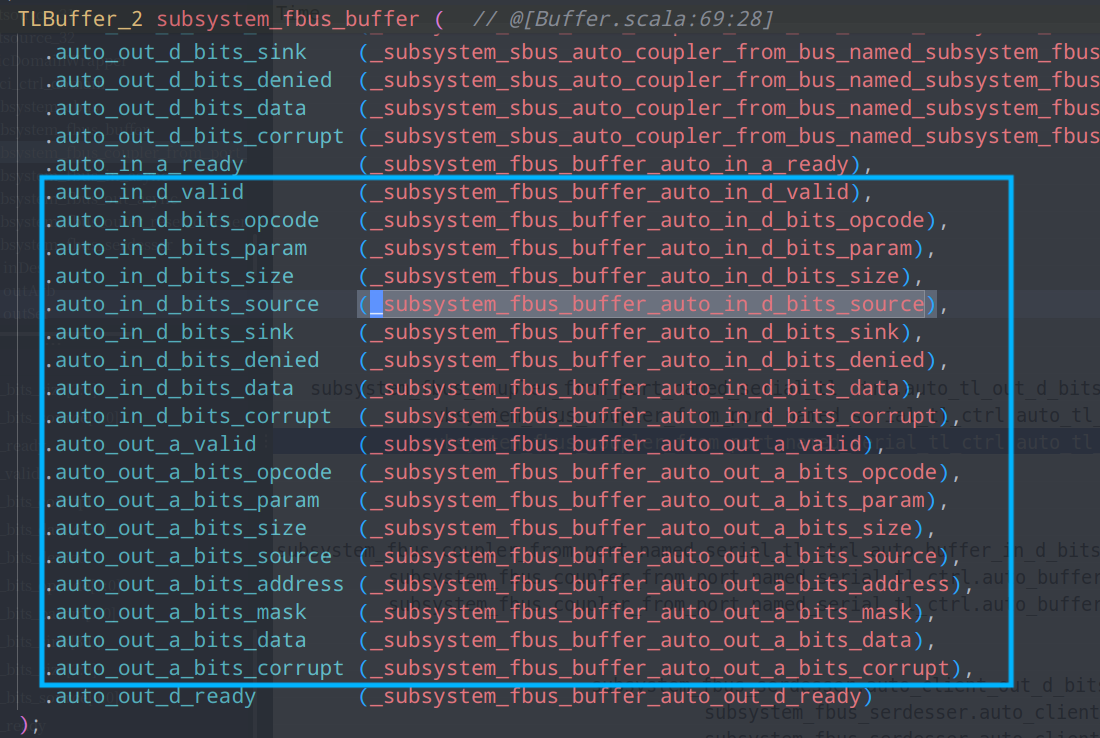 TLBuffer_2 subsystem_fbus_buffer ( // @[Buffer.scala:69:28]
.auto_out_d_bits_sink (_subsystem_sbus_auto_coupler_from_bus_named_subsystem_fbus
.auto_out_d_bits_denied (_subsystem_sbus_auto_coupler_from_bus_named_subsystem_fbus
.auto_out_d_bits_data (_subsystem_sbus_auto_coupler_from_bus_named_subsystem_fbus
.auto_out_d_bits_corrupt (_subsystem_sbus_auto_coupler_from_bus_named_subsystem_fbus
.auto_in_a_ready (_subsystem_fbus_buffer_auto_in_a_ready),
.auto_in_d_valid (_subsystem_fbus_buffer_auto_in_d_valid),
.auto_in_d_bits_opcode (_subsystem_fbus_buffer_auto_in_d_bits_opcode),
.auto_in_d_bits_param (_subsystem_fbus_buffer_auto_in_d_bits_param),
.auto_in_d_bits_size (_subsystem_fbus_buffer_auto_in_d_bits_size),
.auto_in_d_bits_source (_subsystem_fbus_buffer_auto_in_d_bits_source),
.auto_in_d_bits_sink (_subsystem_fbus_buffer_auto_in_d_bits_sink),
.auto_in_d_bits_denied (_subsystem_fbus_buffer_auto_in_d_bits_denied),
.auto_in_d_bits_data (_subsystem_fbus_buffer_auto_in_d_bits_data),
.auto_in_d_bits_corrupt (_subsystem_fbus_buffer_auto_in_d_bits_corrupt),
.auto_out_a_valid (_subsystem_fbus_buffer_auto_out_a_valid),
.auto_out_a_bits_opcode (_subsystem_fbus_buffer_auto_out_a_bits_opcode),
.auto_out_a_bits_param (_subsystem_fbus_buffer_auto_out_a_bits_param),
.auto_out_a_bits_size (_subsystem_fbus_buffer_auto_out_a_bits_size),
.auto_out_a_bits_source (_subsystem_fbus_buffer_auto_out_a_bits_source),
.auto_out_a_bits_address (_subsystem_fbus_buffer_auto_out_a_bits_address),
.auto_out_a_bits_mask (_subsystem_fbus_buffer_auto_out_a_bits_mask),
.auto_out_a_bits_data (_subsystem_fbus_buffer_auto_out_a_bits_data),
.auto_out_a_bits_corrupt (_subsystem_fbus_buffer_auto_out_a_bits_corrupt),
.auto_out_d_ready (_subsystem_fbus_buffer_auto_out_d_ready)
);